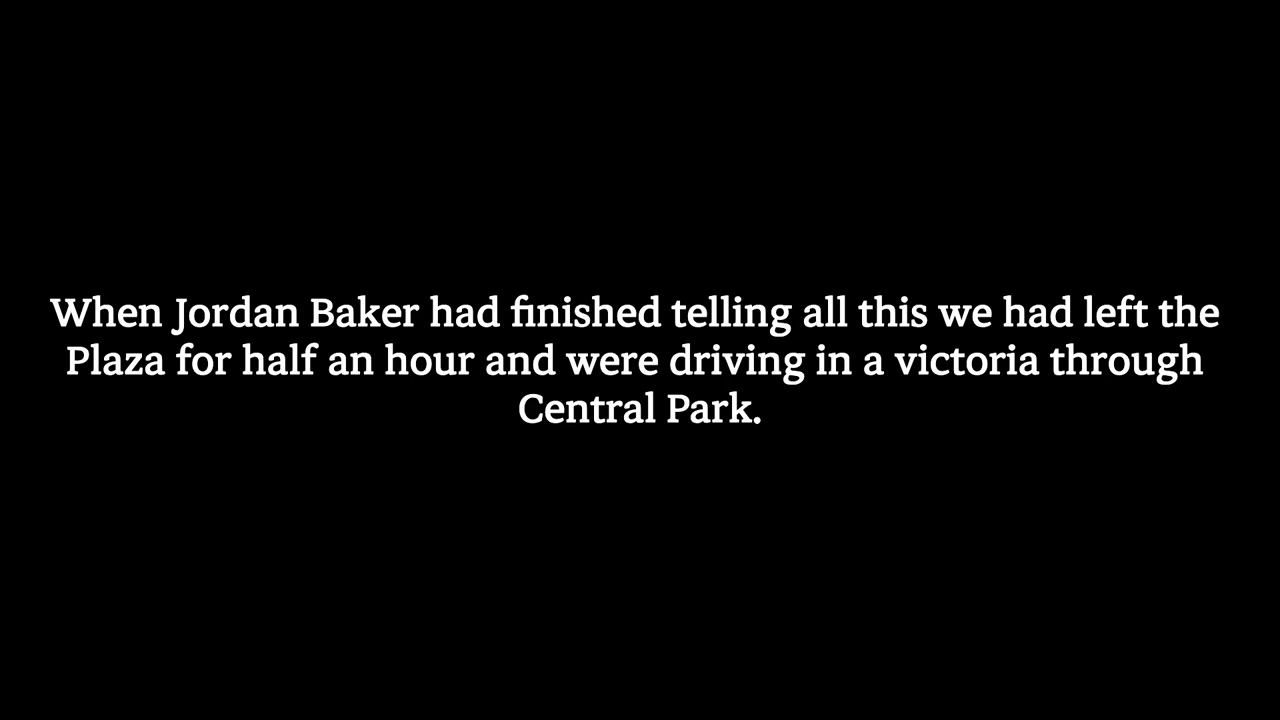 When Jordan Baker had finished telling all this we had left the
Plaza for half an hour and were driving in a victoria through
Central Park.